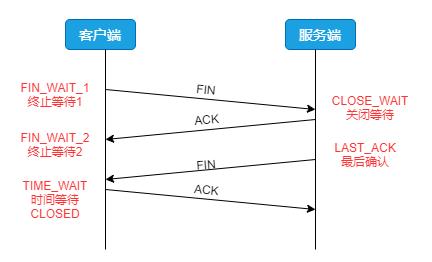 客户端
服务端
FIN_WAIT_1
终止等待1
FIN
CLOSE_WAIT
关闭等待
ACK
FIN_WAIT_2
终止等待2
LAST_ACK
最后确认
FIN
TIME_WAIT
时间等待
CLOSED
ACK